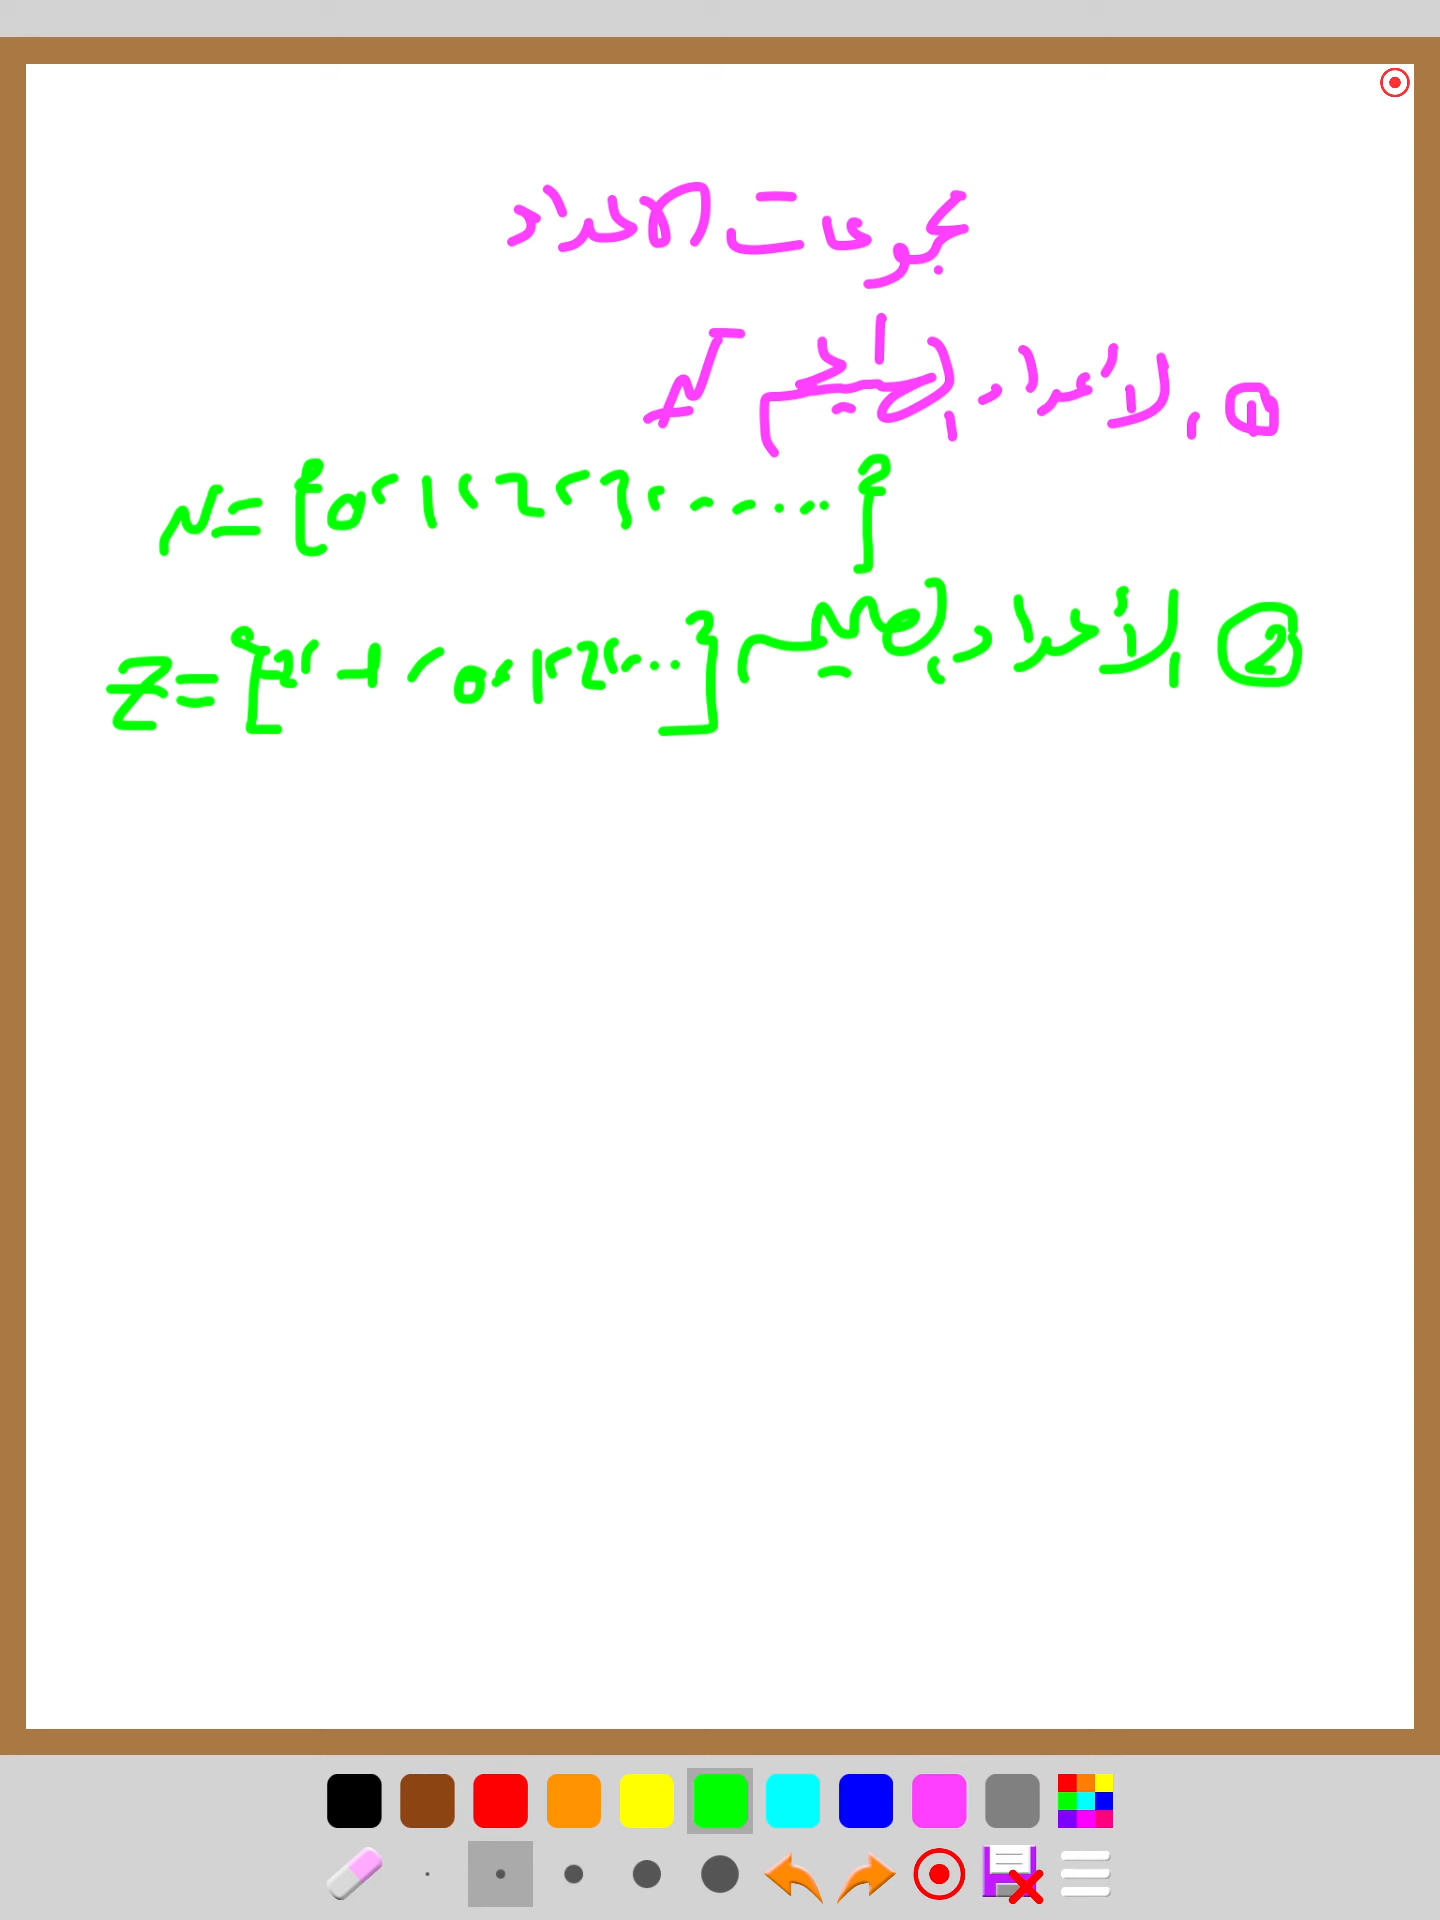 مجموعات الاعداد
① الأعداد الطبيعية N
N = {0, 1, 2, 3, ......}
② الأعداد الصحيحة
Z = {-2, -1, 0, 1, 2, ...}